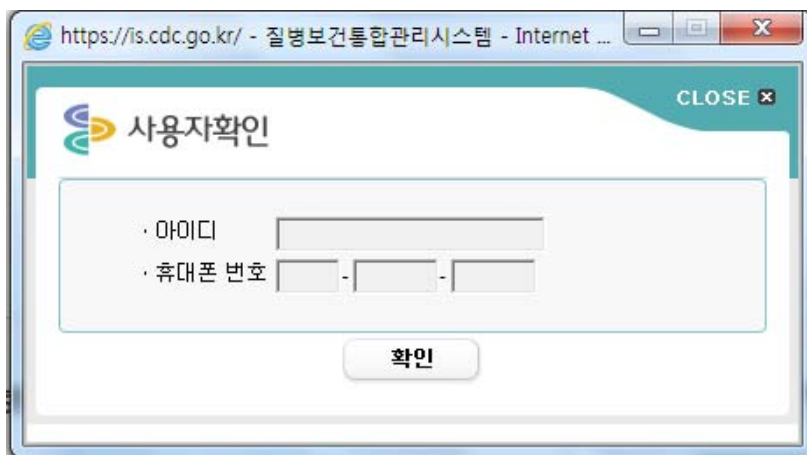 https://is.cdc.go.kr/ - 질병보건통합관리시스템 - Internet ...
CLOSE
사용자확인
· 아이디
· 휴대폰 번호 - -
확인